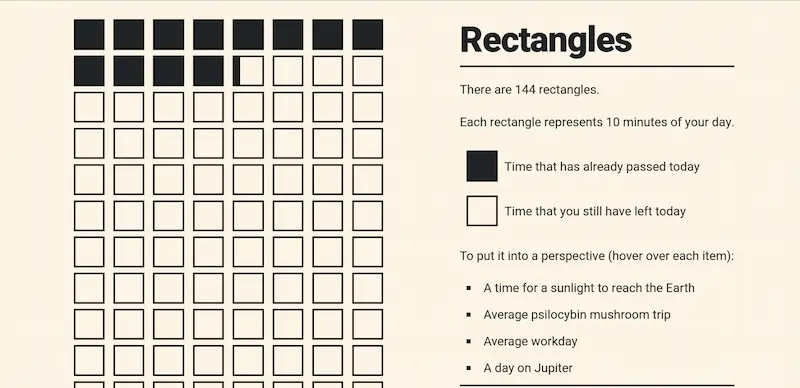 Rectangles
There are 144 rectangles.
Each rectangle represents 10 minutes of your day.
Time that has already passed today
Time that you still have left today
To put it into a perspective (hover over each item):
A time for a sunlight to reach the Earth
Average psilocybin mushroom trip
Average workday
A day on Jupiter